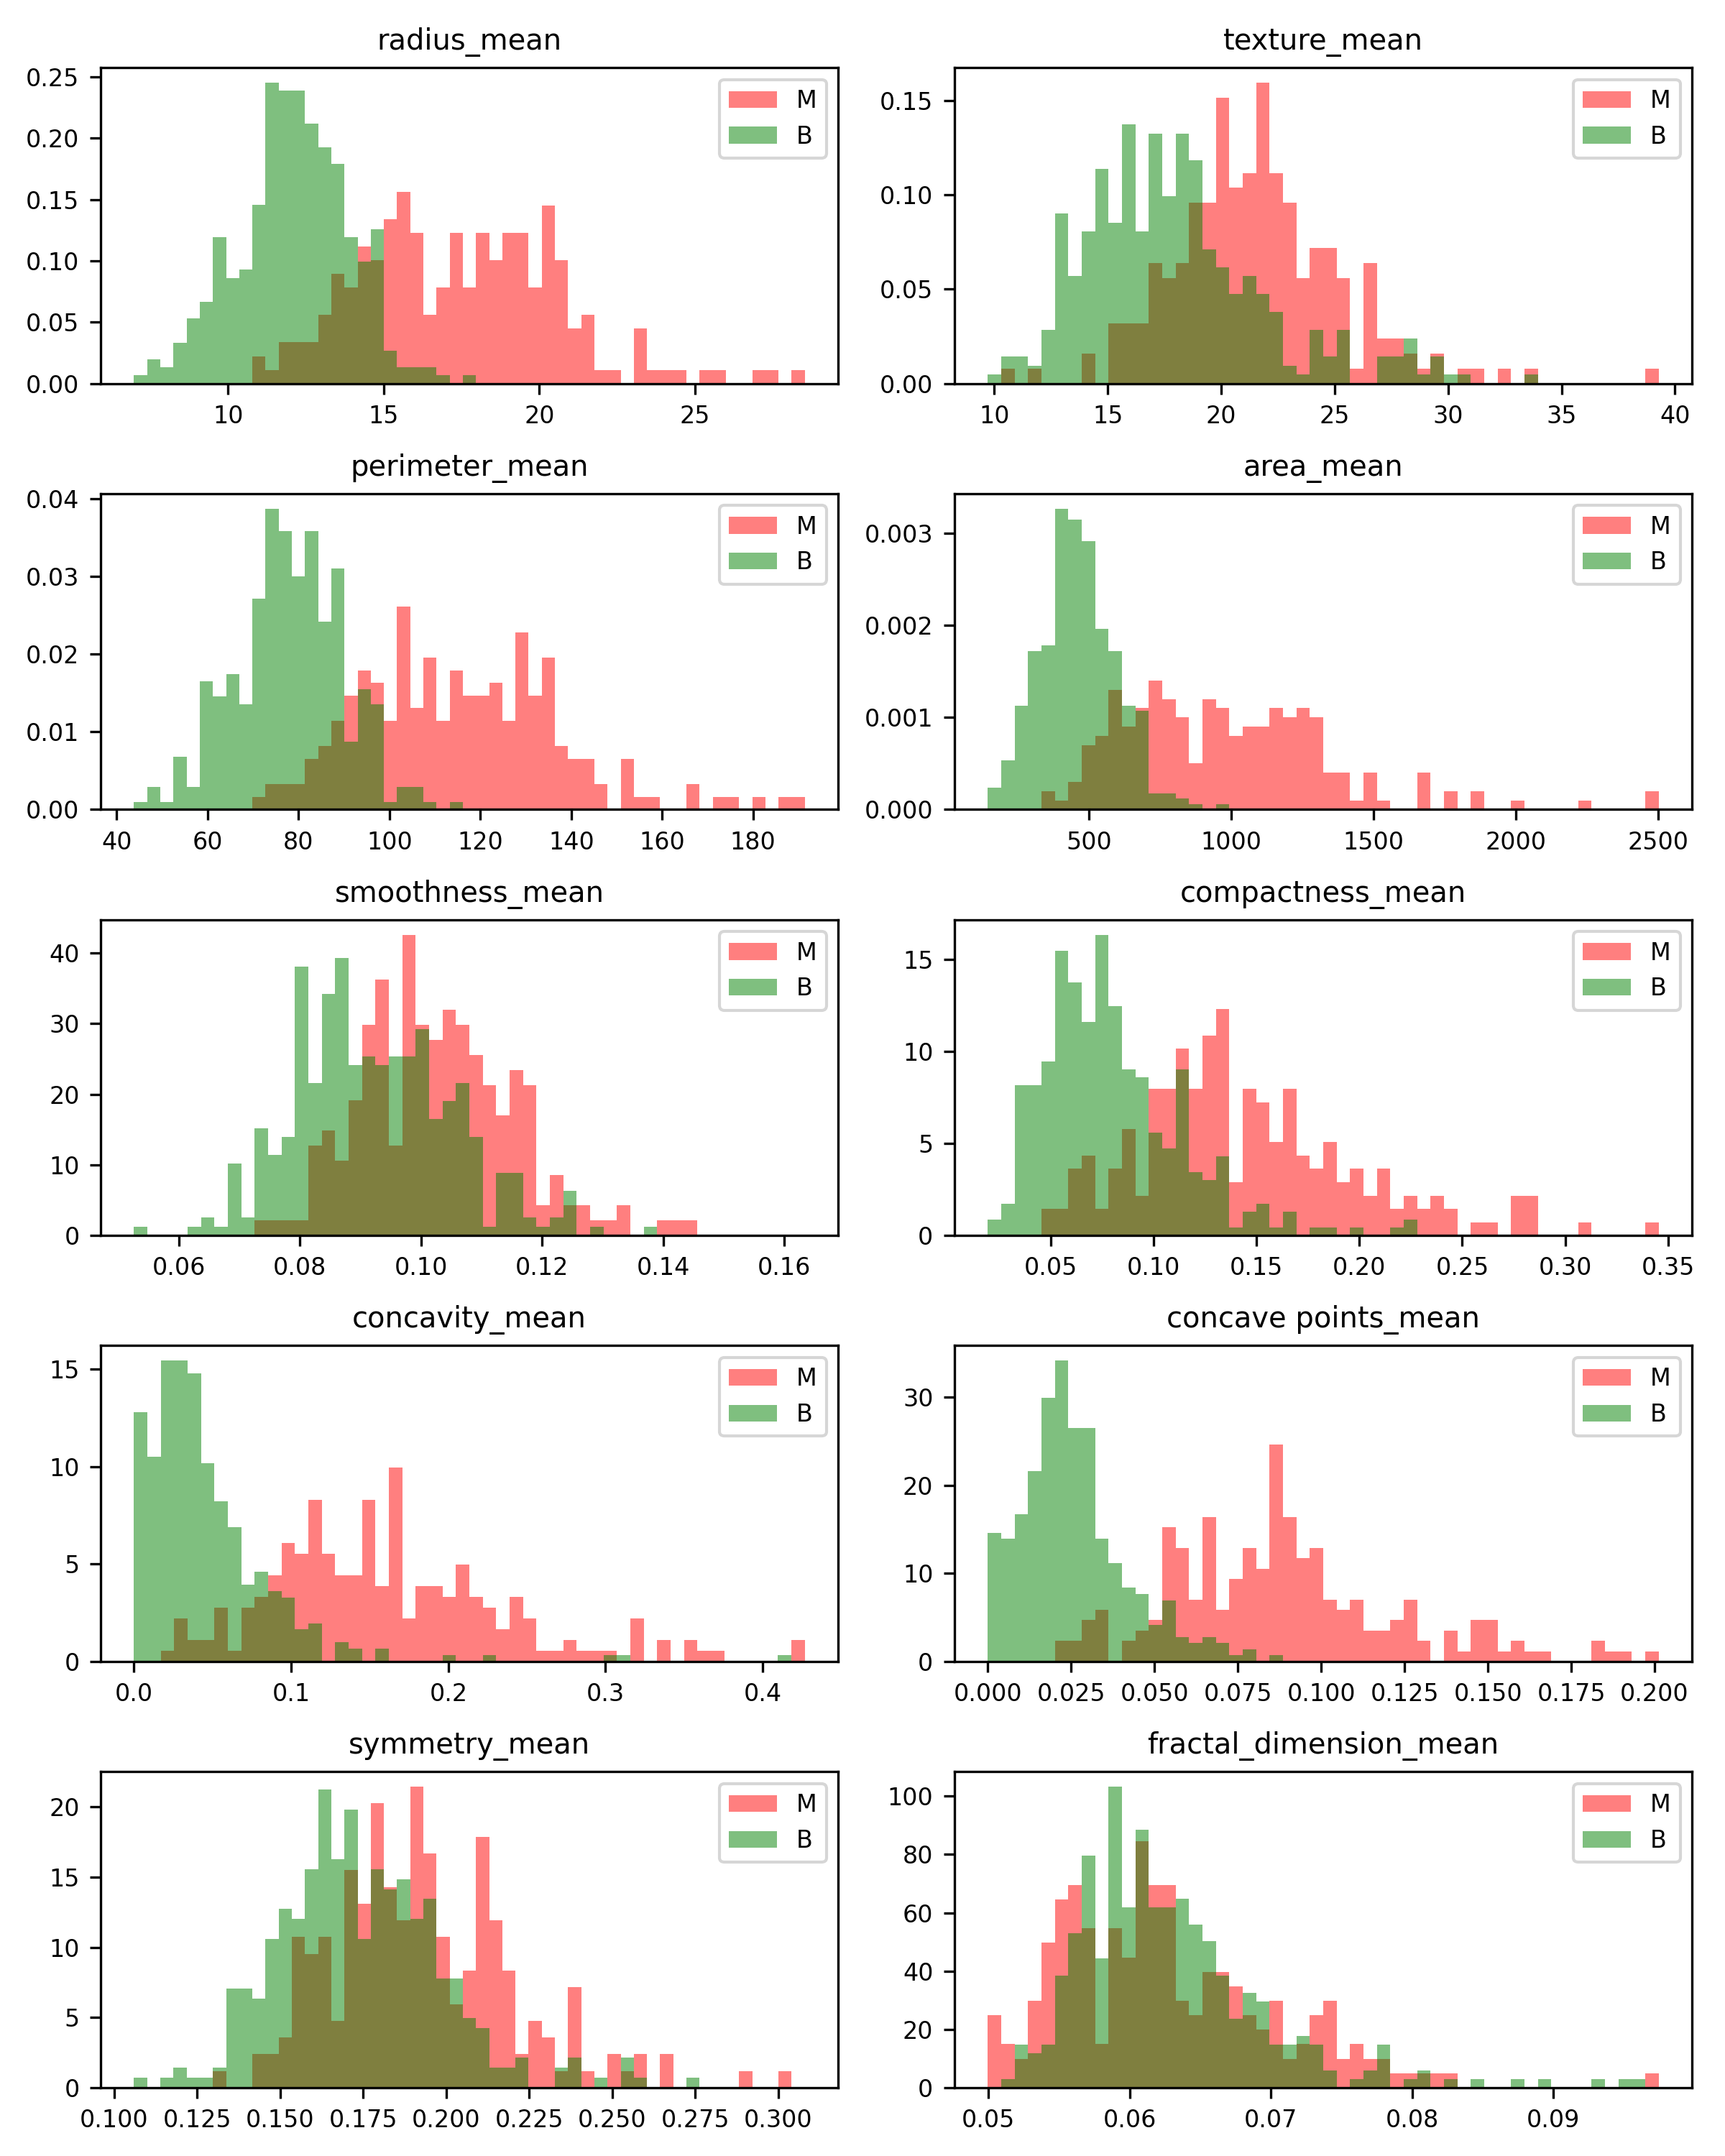 radius_mean
0.25
0.20
0.15
0.10
0.05
0.00
10 15 20 25
M
B
texture_mean
0.15
0.10
0.05
0.00
10 15 20 25 30 35 40
M
B
perimeter_mean
0.04
0.03
0.02
0.01
0.00
40 60 80 100 120 140 160 180
M
B
area_mean
0.003
0.002
0.001
0.000
500 1000 1500 2000 2500
M
B
smoothness_mean
40
30
20
10
0
0.06 0.08 0.10 0.12 0.14 0.16
M
B
compactness_mean
15
10
5
0
0.05 0.10 0.15 0.20 0.25 0.30 0.35
M
B
concavity_mean
15
10
5
0
0.0 0.1 0.2 0.3 0.4
M
B
concave points_mean
30
20
10
0
0.000 0.025 0.050 0.075 0.100 0.125 0.150 0.175 0.200
M
B
symmetry_mean
20
15
10
5
0
0.100 0.125 0.150 0.175 0.200 0.225 0.250 0.275 0.300
M
B
fractal_dimension_mean
100
80
60
40
20
0
0.05 0.06 0.07 0.08 0.09
M
B